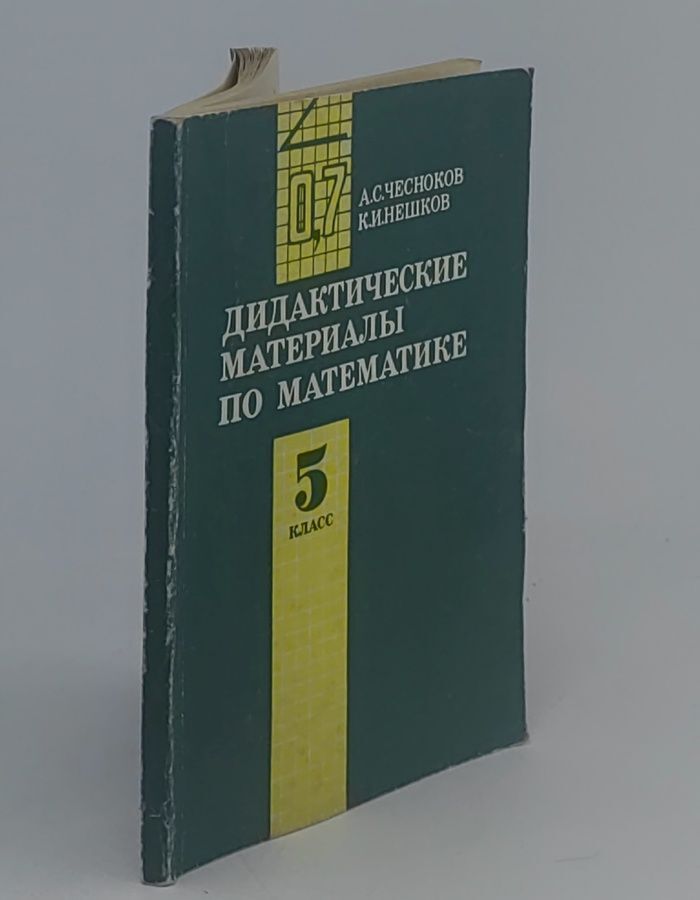 0,7
А.С.ЧЕСНОКОВ
К.И.НЕШКОВ
ДИДАКТИЧЕСКИЕ
МАТЕРИАЛЫ
ПО МАТЕМАТИКЕ
5
КЛАСС